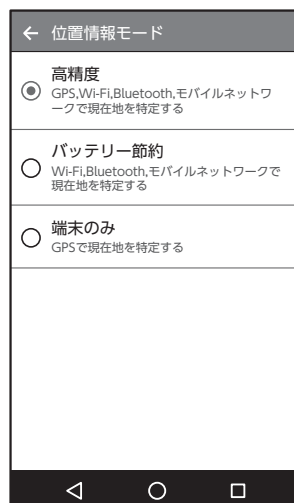 位置情報モード
高精度
GPS,Wi-Fi,Bluetooth,モバイルネットワ
ークで現在地を特定する
バッテリー節約
Wi-Fi,Bluetooth,モバイルネットワークで
現在地を特定する
端末のみ
GPSで現在地を特定する